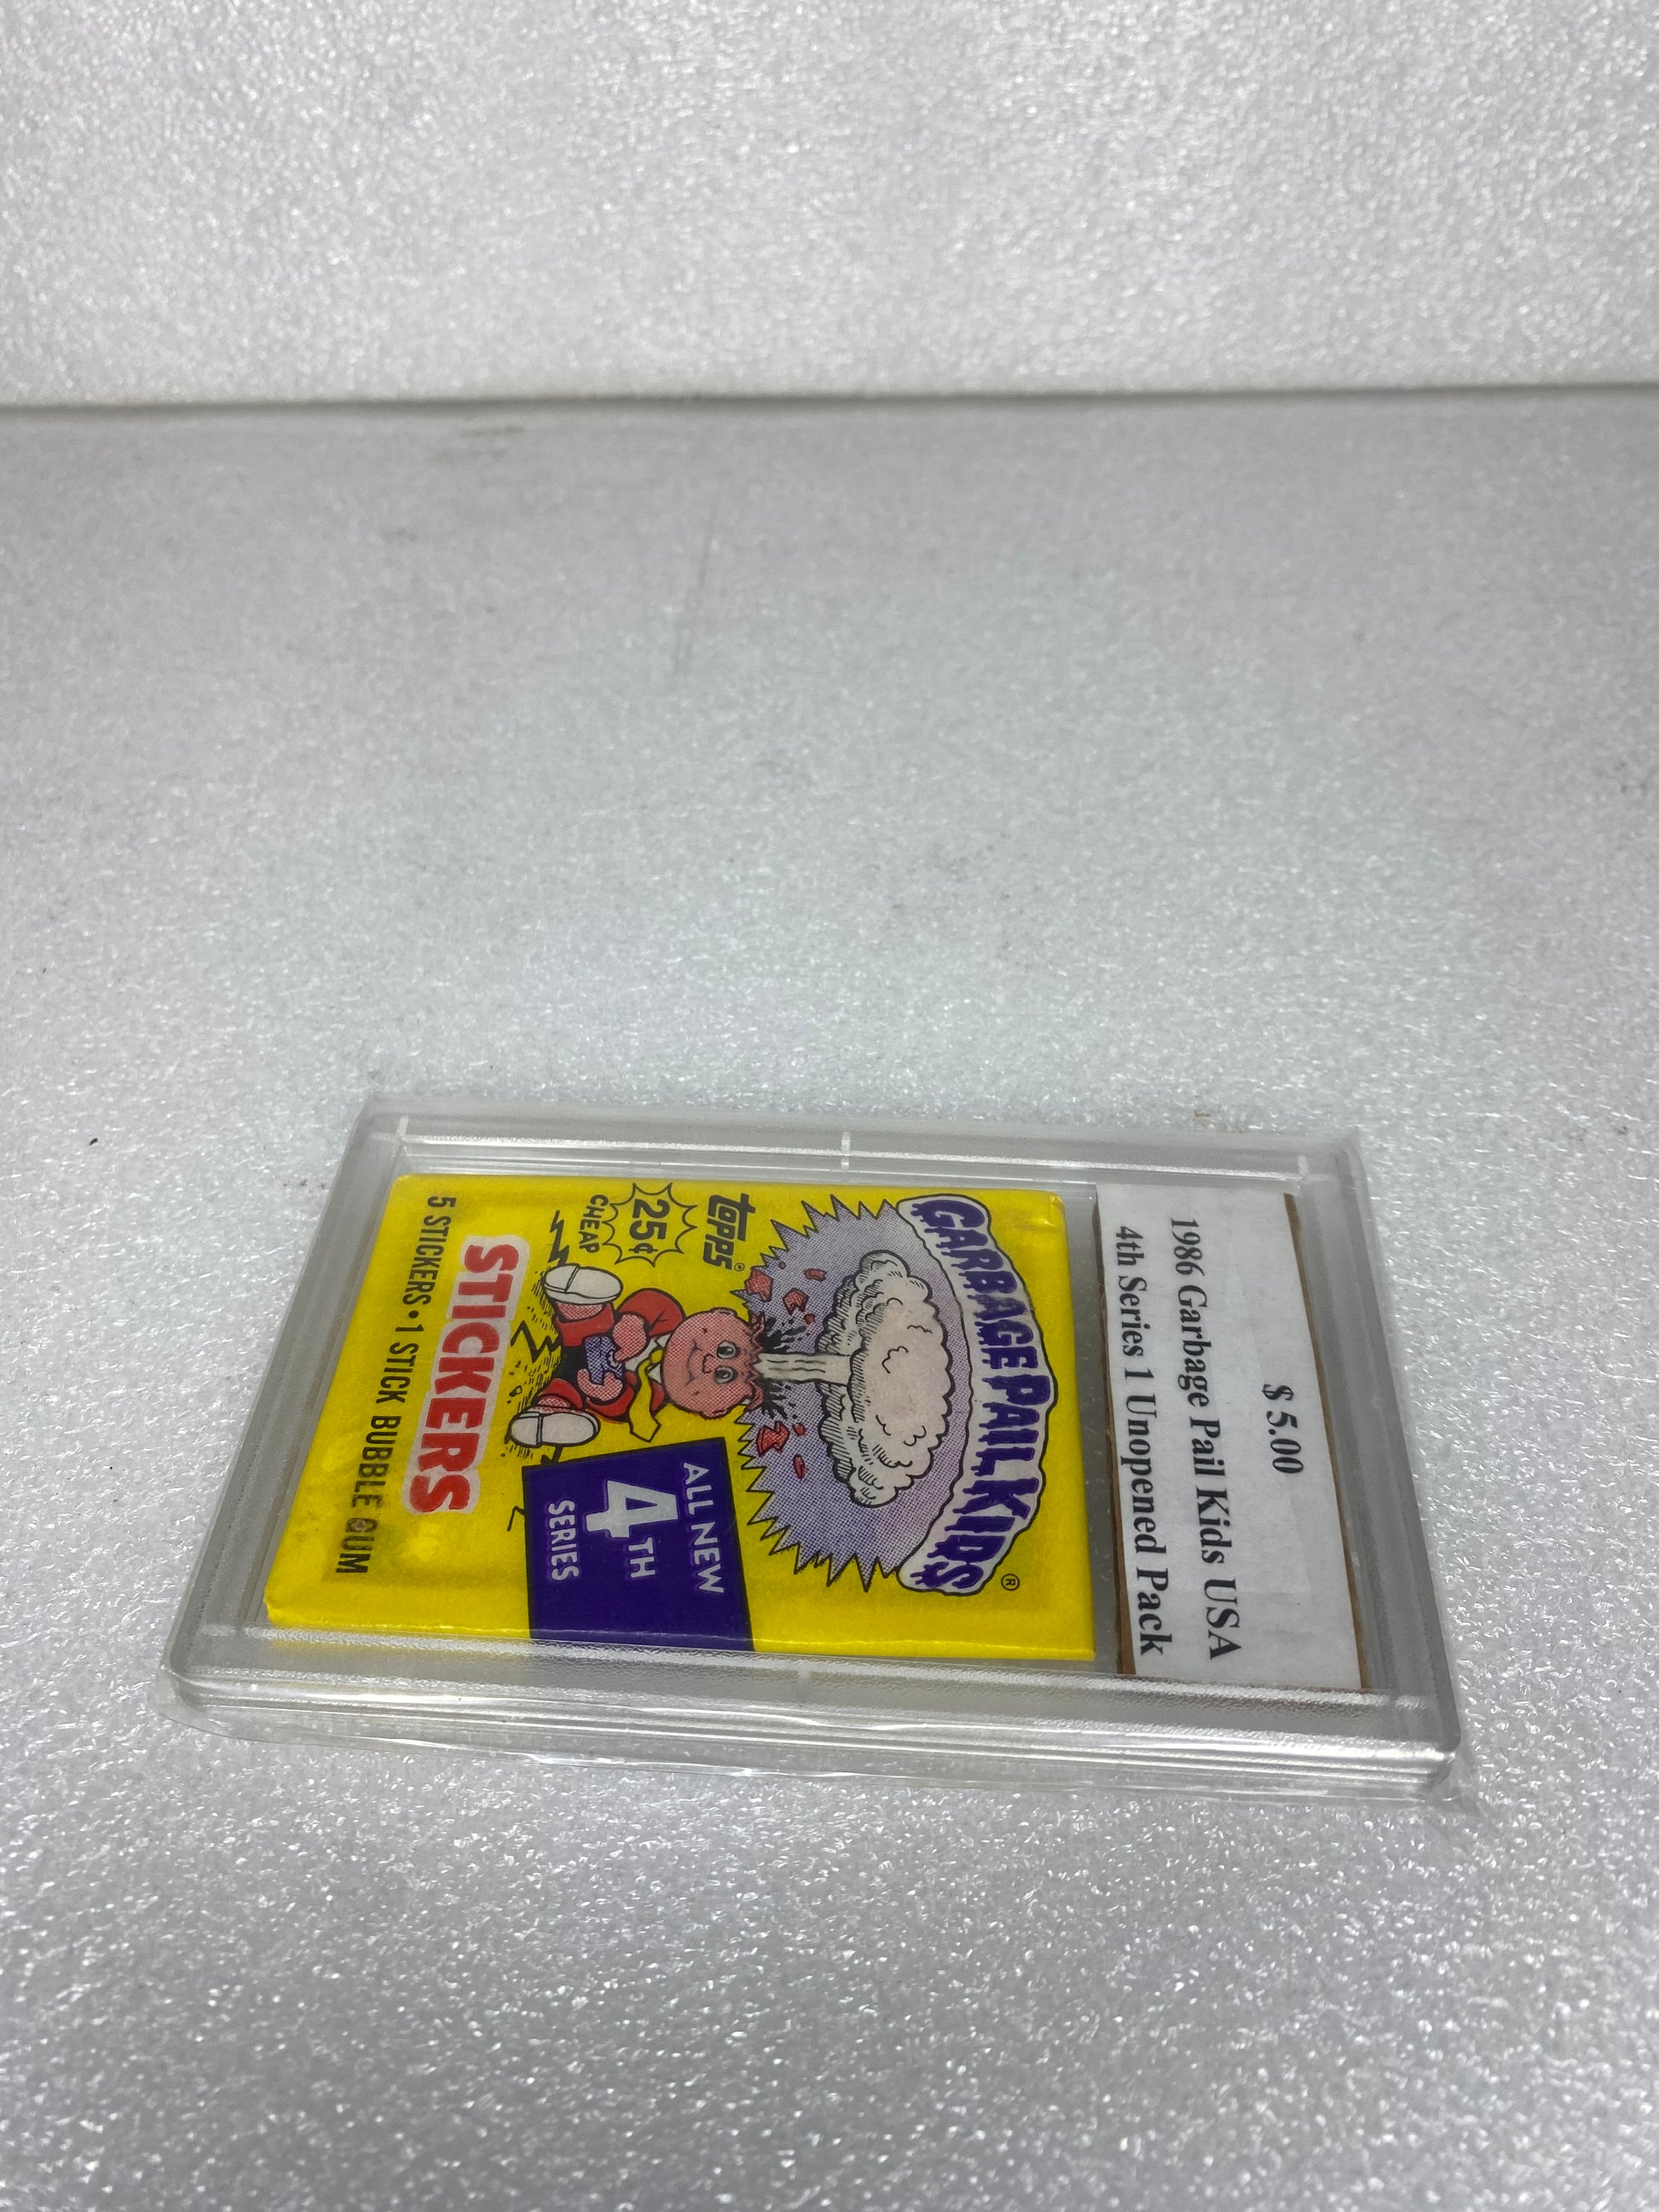 $ 5.00
1986 Garbage Pail Kids USA
4th Series 1 Unopened Pack
GARBAGE PAIL KIDS®
topps®
25¢
CHEAP
ALL NEW
4TH
SERIES
STICKERS
5 STICKERS • 1 STICK BUBBLE GUM